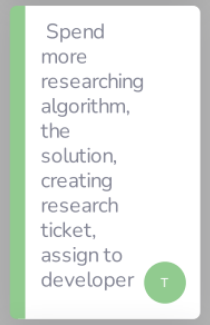 Spend
more
researching
algorithm,
the
solution,
creating
research
ticket,
assign to
developer
T